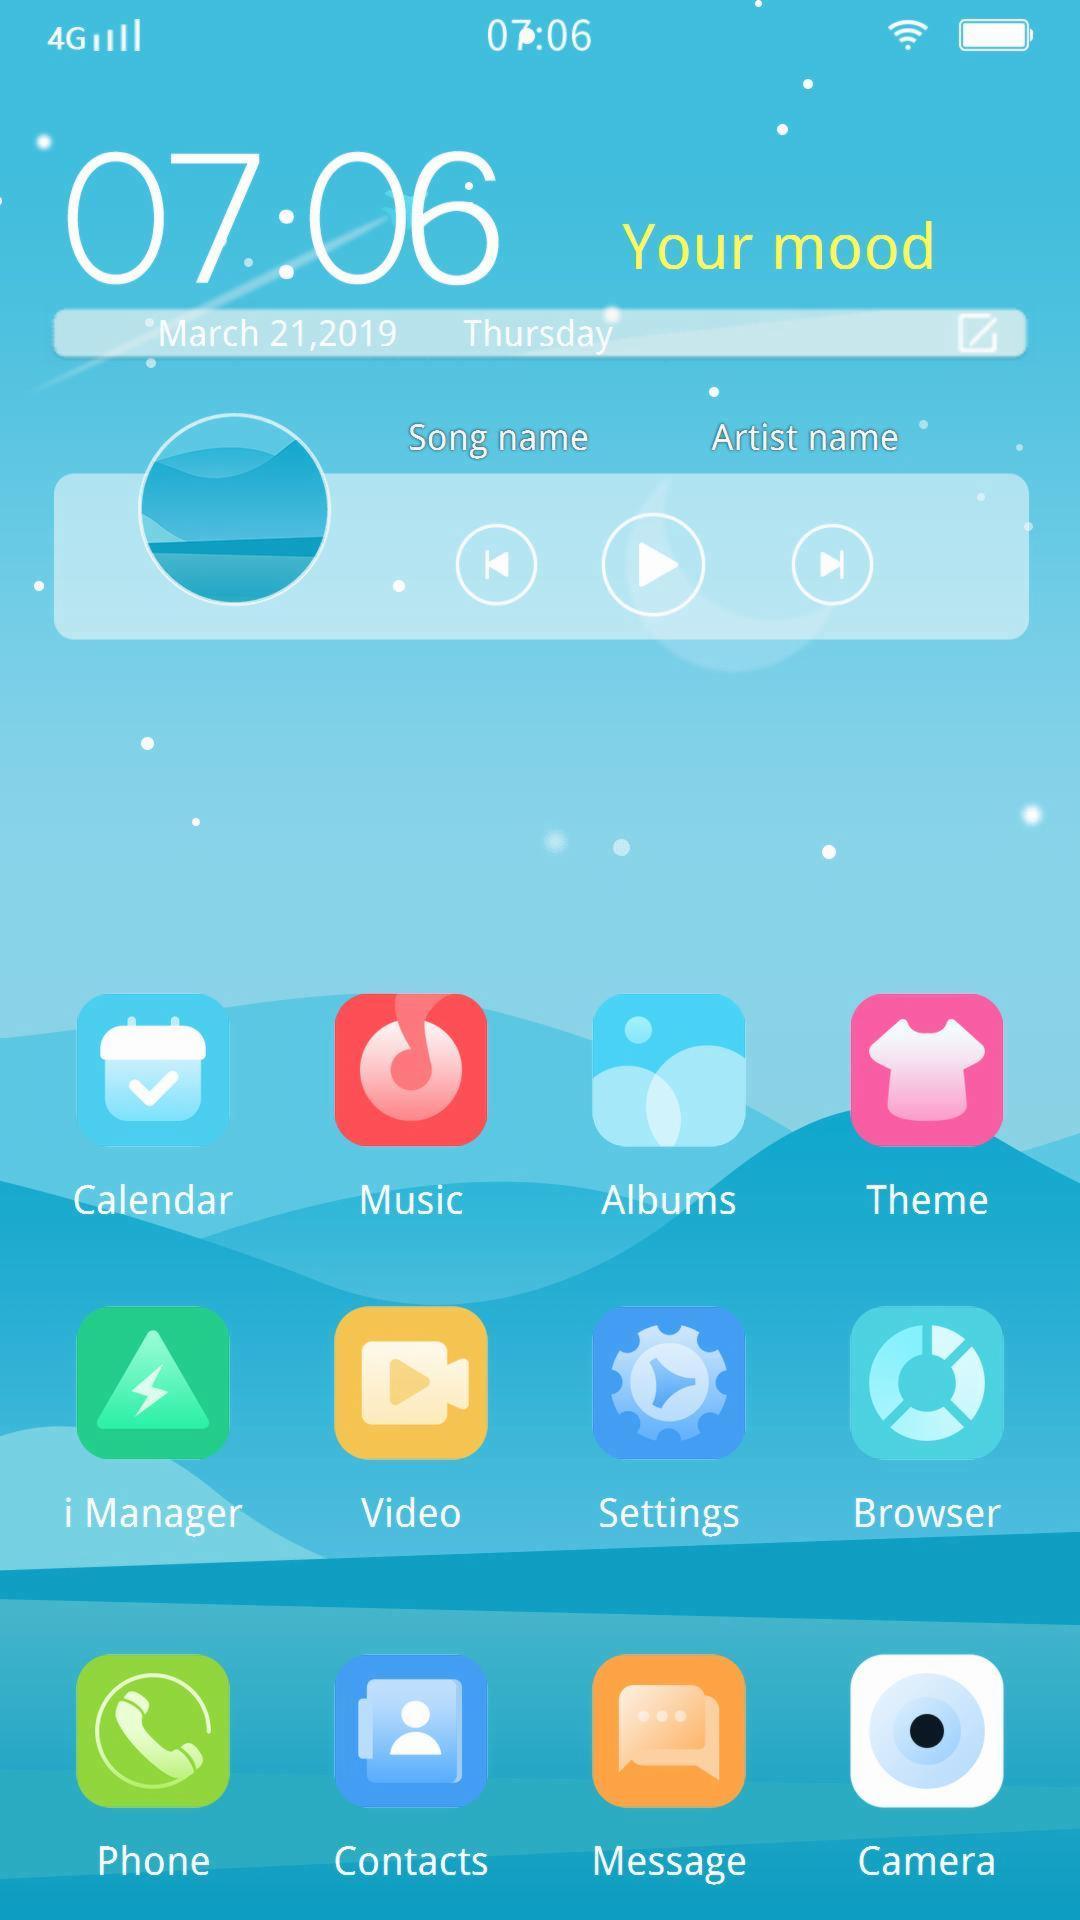 4G 07:06
07:06
Your mood
March 21,2019 Thursday
Song name Artist name
Calendar Music Albums Theme
i Manager Video Settings Browser
Phone Contacts Message Camera